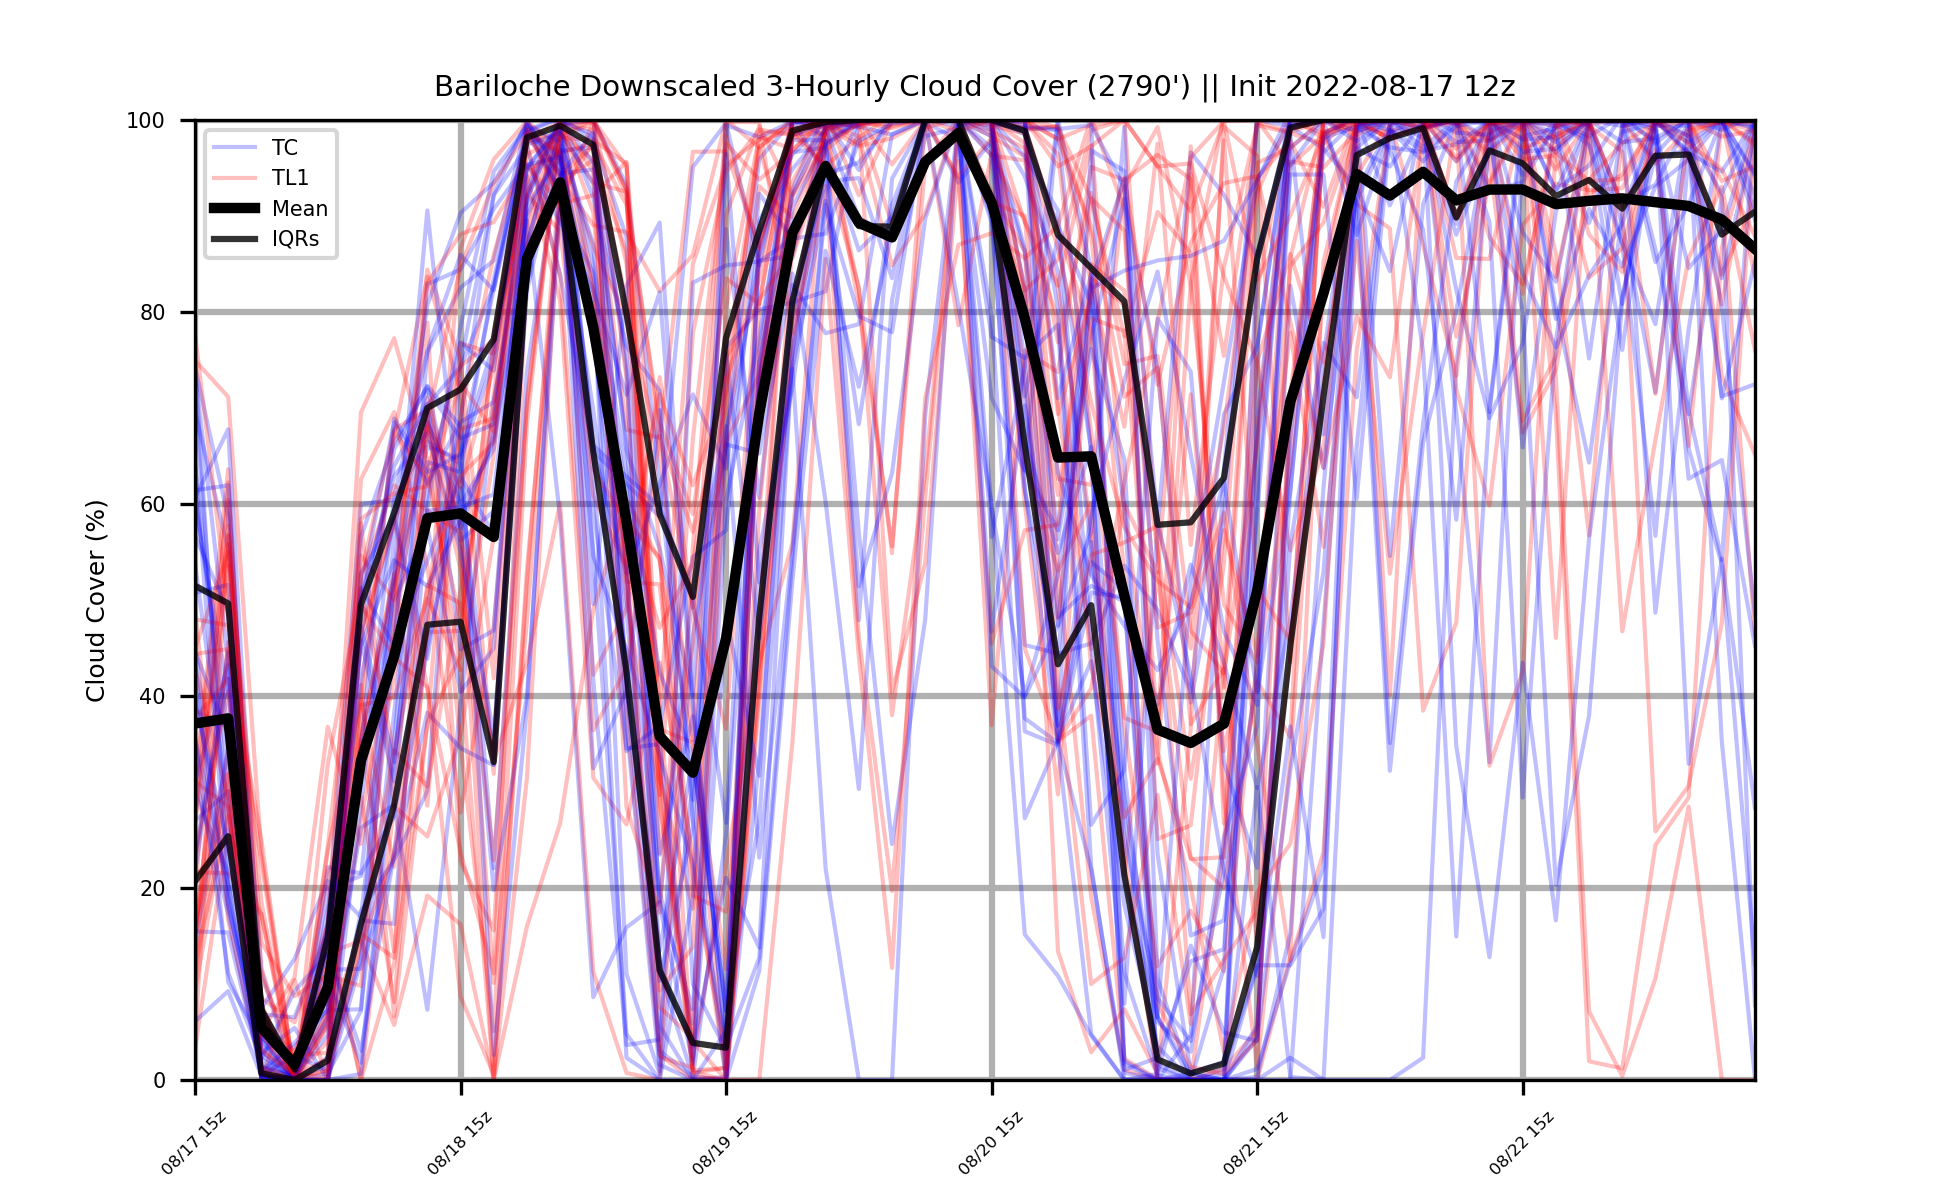 Bariloche Downscaled 3-Hourly Cloud Cover (2790') || Init 2022-08-17 12z
100
80
60
40
20
0
Cloud Cover (%)
TC
TL1
Mean
IQRs
08/17 15z
08/18 15z
08/19 15z
08/20 15z
08/21 15z
08/22 15z